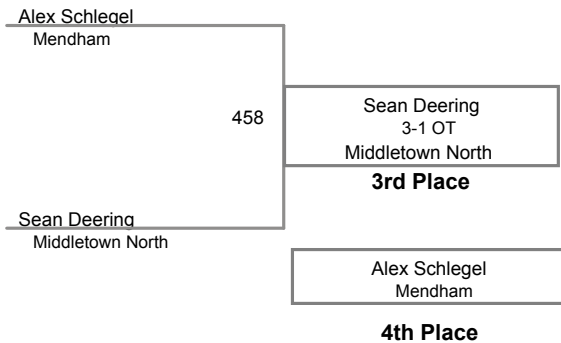 Alex Schlegel
Mendham
458
Sean Deering
3-1 OT
Middletown North
3rd Place
Sean Deering
Middletown North
Alex Schlegel
Mendham
4th Place